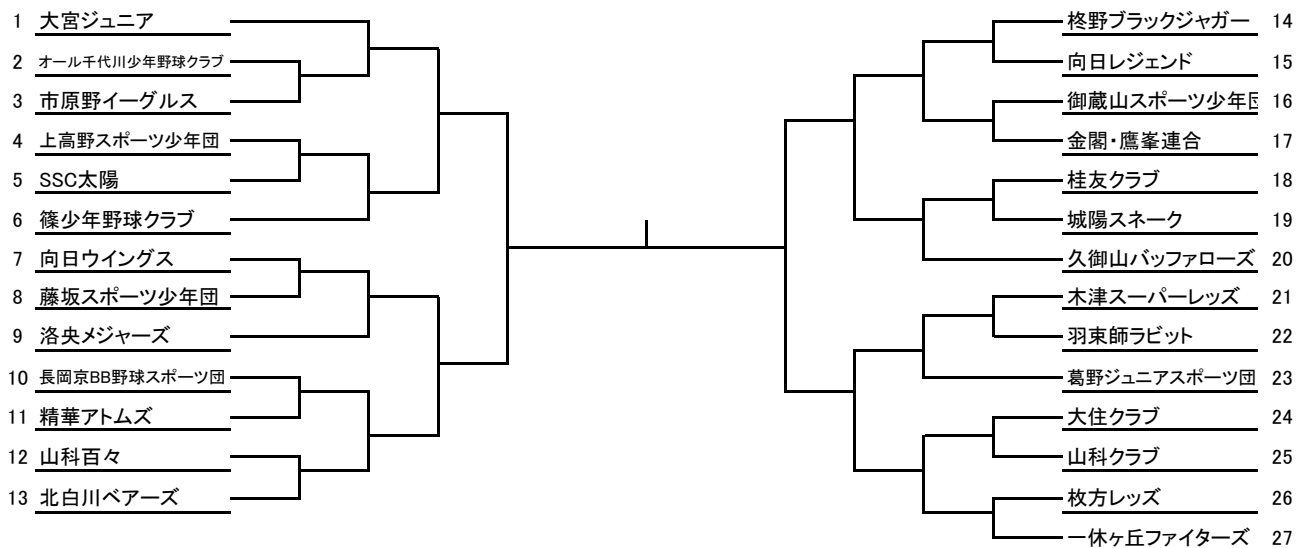 1 大宮ジュニア
2 オール千代川少年野球クラブ
3 市原野イーグルス
4 上高野スポーツ少年団
5 SSC太陽
6 篠少年野球クラブ
7 向日ウイングス
8 藤坂スポーツ少年団
9 洛央メジャーズ
10 長岡京BB野球スポーツ団
11 精華アトムズ
12 山科百々
13 北白川ベアーズ
柊野ブラックジャガー 14
向日レジェンド 15
御蔵山スポーツ少年団 16
金閣・鷹峯連合 17
桂友クラブ 18
城陽スネーク 19
久御山バッファローズ 20
木津スーパーレッズ 21
羽束師ラビット 22
葛野ジュニアスポーツ団 23
大住クラブ 24
山科クラブ 25
枚方レッズ 26
一休ヶ丘ファイターズ 27